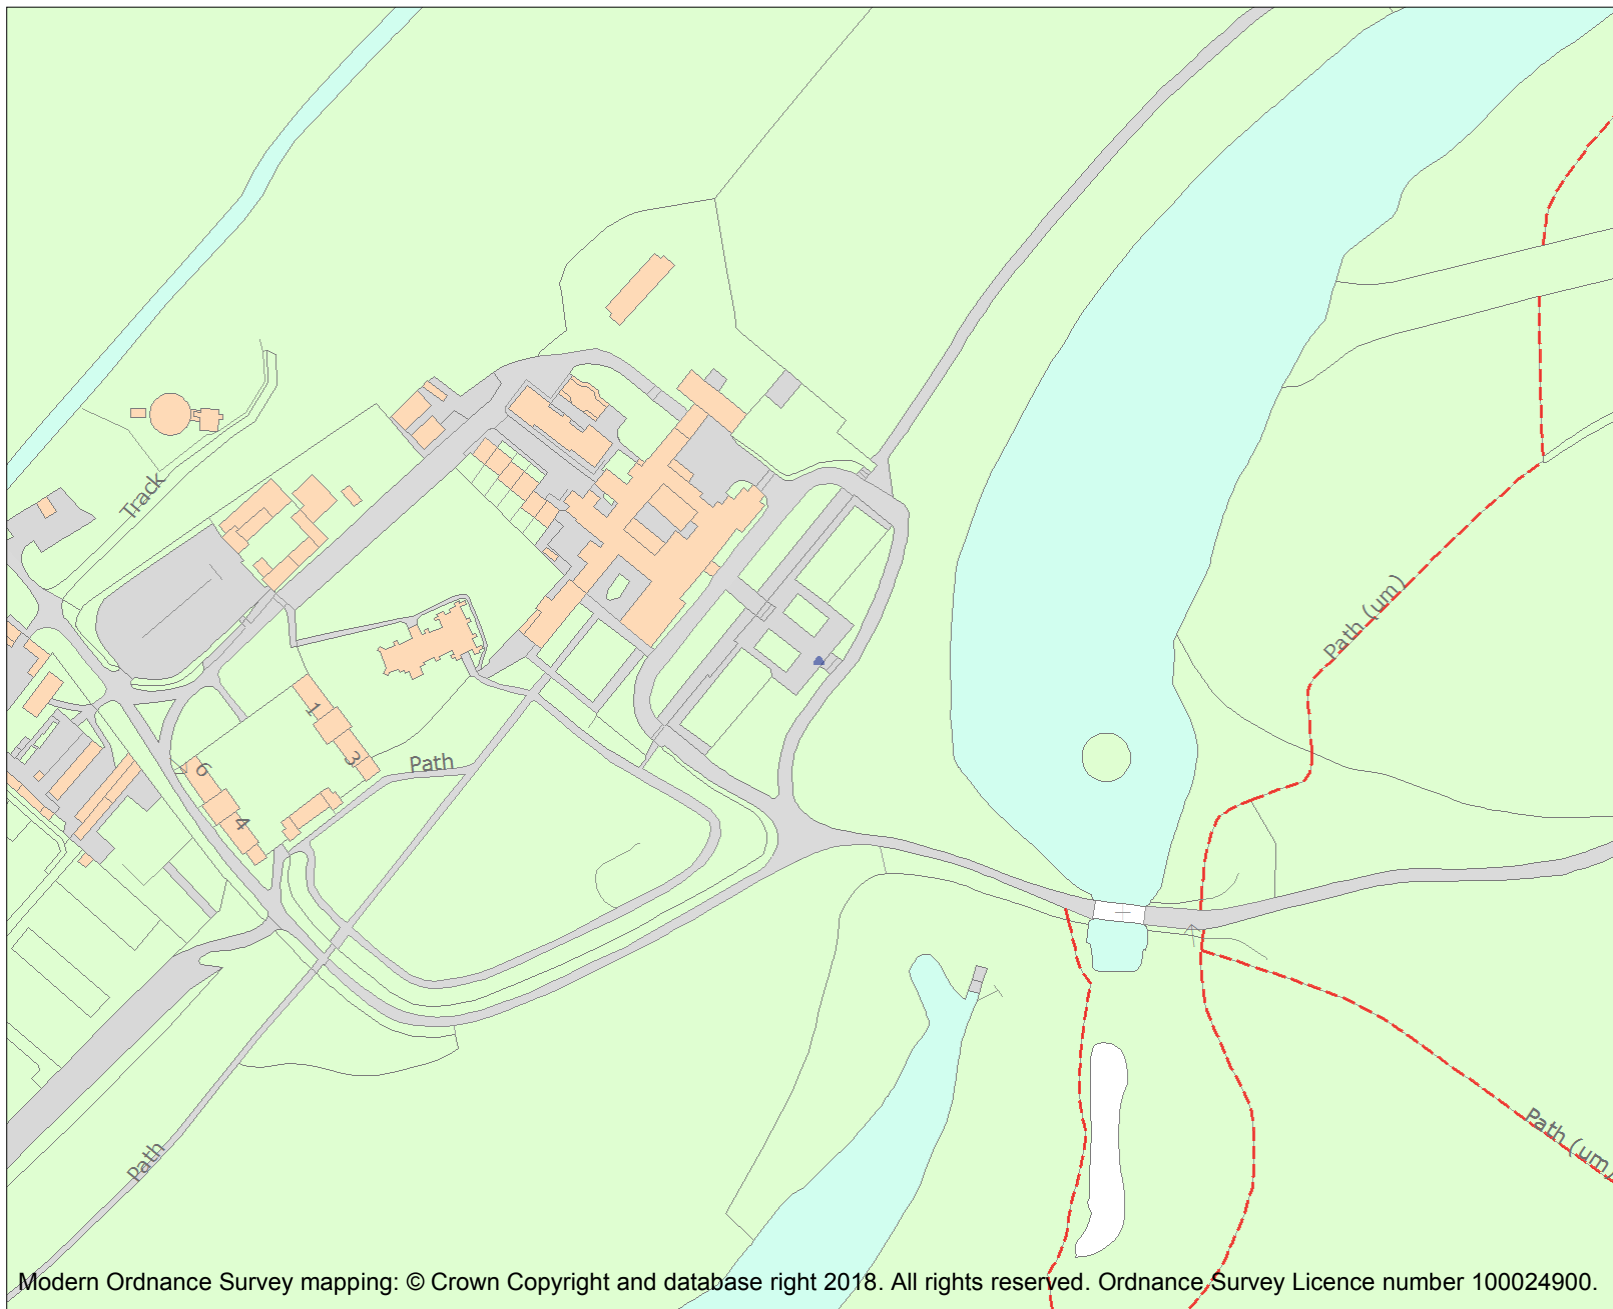 Track
Path (um)
1
3
6
4
Path
Path (um)
Path
Modern Ordnance Survey mapping: © Crown Copyright and database right 2018. All rights reserved. Ordnance Survey Licence number 100024900.